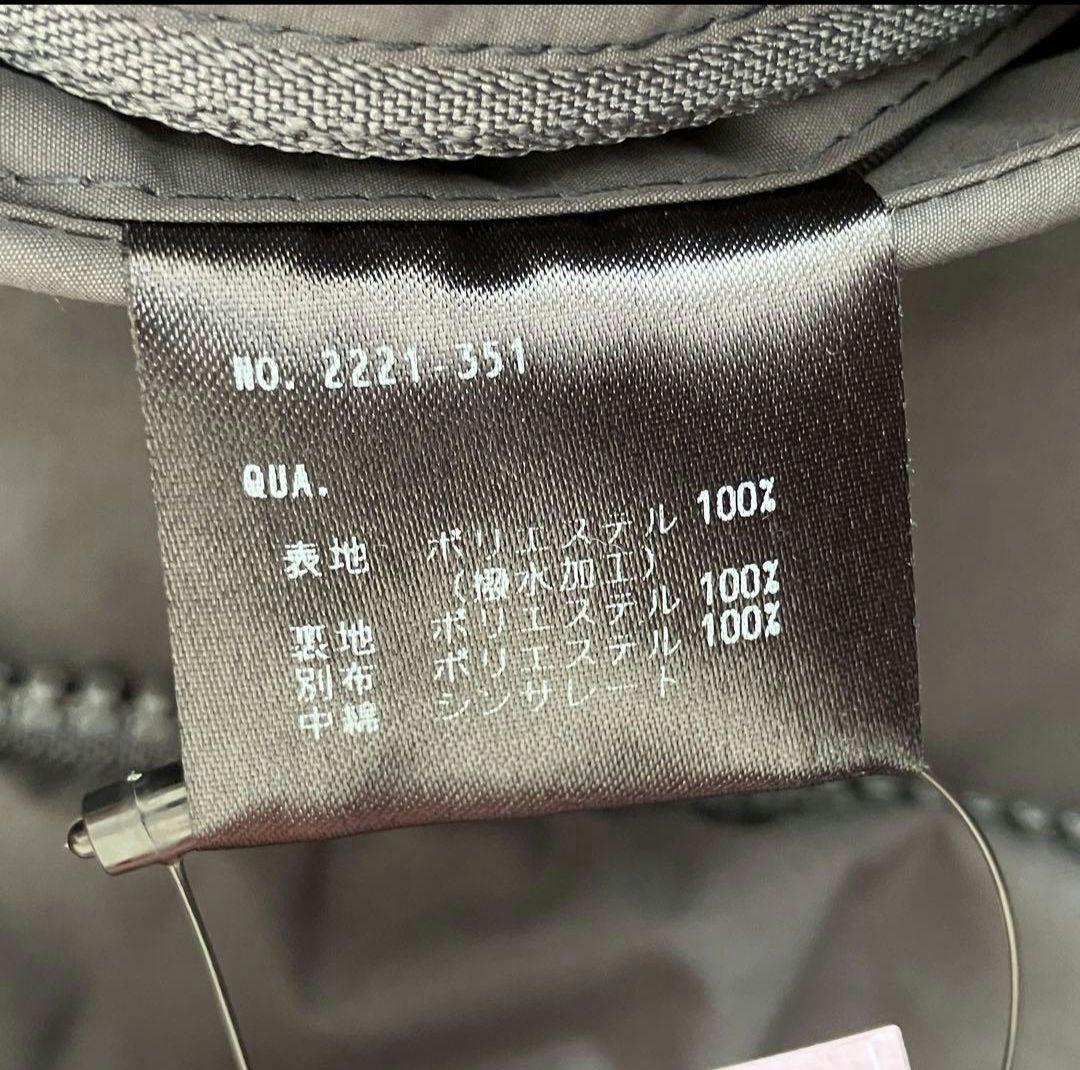 NO. 2221-351
QUA.
表地 ポリエステル 100%
(撥水加工)
裏地 ポリエステル 100%
別布 ポリエステル 100%
中綿 シンサレート